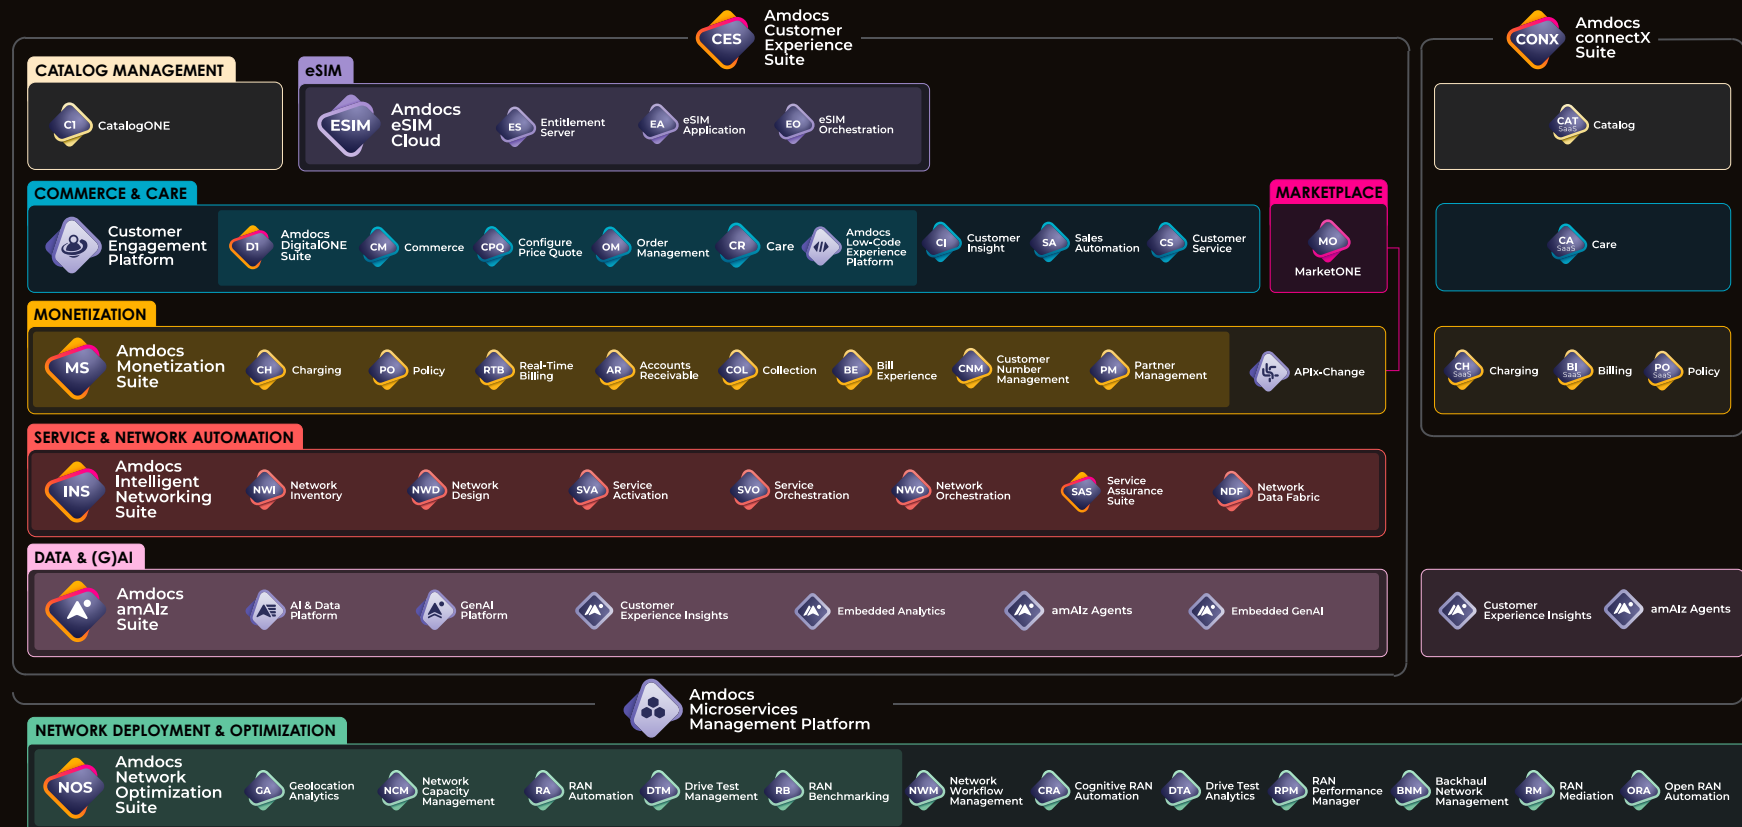 CES
Amdocs
Customer
Experience
Suite
CONX
Amdocs
connectX
Suite
CATALOG MANAGEMENT
C1
CatalogONE
eSIM
ESIM
Amdocs
eSIM
Cloud
ES
Entitlement
Server
EA
eSIM
Application
EO
eSIM
Orchestration
CAT
SaaS
Catalog
COMMERCE & CARE
Customer
Engagement
Platform
D1
Amdocs
DigitalONE
Suite
CM
Commerce
CPQ
Configure
Price Quote
OM
Order
Management
CR
Care
Amdocs
Low-Code
Experience
Platform
CI
Customer
Insight
SA
Sales
Automation
CS
Customer
Service
MARKETPLACE
MO
MarketONE
CA
SaaS
Care
MONETIZATION
MS
Amdocs
Monetization
Suite
CH
Charging
PO
Policy
RTB
Real-Time
Billing
AR
Accounts
Receivable
COL
Collection
BE
Bill
Experience
CNM
Customer
Number
Management
PM
Partner
Management
APIx-Change
CH
SaaS
Charging
BI
SaaS
Billing
PO
SaaS
Policy
SERVICE & NETWORK AUTOMATION
INS
Amdocs
Intelligent
Networking
Suite
NWI
Network
Inventory
NWD
Network
Design
SVA
Service
Activation
SVO
Service
Orchestration
NWO
Network
Orchestration
SAS
Service
Assurance
Suite
NDF
Network
Data Fabric
DATA & (G)AI
Amdocs
amAIz
Suite
AI & Data
Platform
GenAI
Platform
Customer
Experience Insights
Embedded Analytics
amAIz Agents
Embedded GenAI
Customer
Experience Insights
amAIz Agents
Amdocs
Microservices
Management Platform
NETWORK DEPLOYMENT & OPTIMIZATION
NOS
Amdocs
Network
Optimization
Suite
GA
Geolocation
Analytics
NCM
Network
Capacity
Management
RA
RAN
Automation
DTM
Drive Test
Management
RB
RAN
Benchmarking
NWM
Network
Workflow
Management
CRA
Cognitive RAN
Automation
DTA
Drive Test
Analytics
RPM
RAN
Performance
Manager
BNM
Backhaul
Network
Management
RM
RAN
Mediation
ORA
Open RAN
Automation